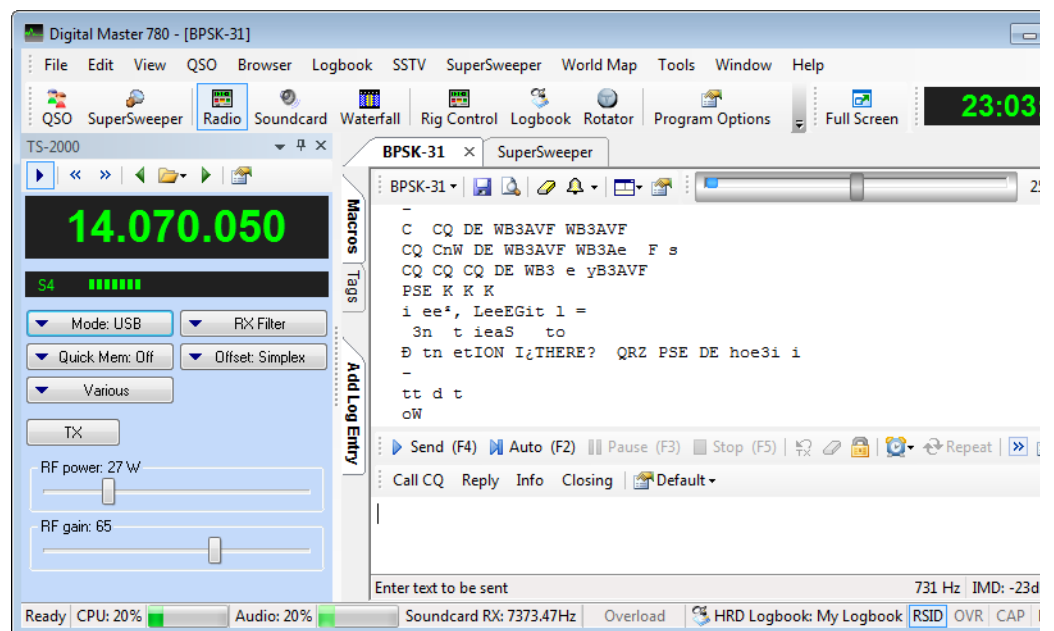 Digital Master 780 - [BPSK-31]
File Edit View QSO Browser Logbook SSTV SuperSweeper World Map Tools Window Help
QSO SuperSweeper Radio Soundcard Waterfall Rig Control Logbook Rotator Program Options Full Screen 23:03:
TS-2000
BPSK-31 SuperSweeper
BPSK-31
14.070.050
S4
Mode: USB RX Filter
Quick Mem: Off Offset: Simplex
Various
TX
RF power: 27 W
RF gain: 65
Macros
Tags
Add Log Entry
–
C CQ DE WB3AVF WB3AVF
CQ CnW DE WB3AVF WB3Ae F s
CQ CQ CQ DE WB3 e yB3AVF
PSE K K K
i ee², LeeEGit l =
3n t ieaS to
Đ tn etION I¿THERE? QRZ PSE DE hoe3i i
–
tt d t
oW
Send (F4) Auto (F2) Pause (F3) Stop (F5) Repeat
Call CQ Reply Info Closing Default
Enter text to be sent 731 Hz IMD: -23d
Ready CPU: 20% Audio: 20% Soundcard RX: 7373.47Hz Overload HRD Logbook: My Logbook RSID OVR CAP